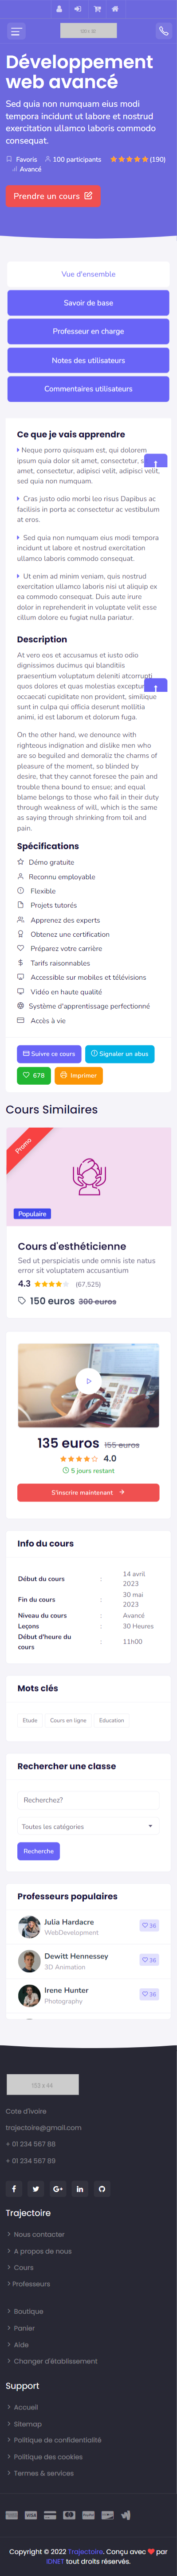 Développement
web avancé
Sed quis non numquam eius modi
tempora incidunt ut labore et nostrud
exercitation ullamco laboris commodo
consequat.
Favoris 100 participants (190)
Avancé
Prendre un cours
Vue d'ensemble
Savoir de base
Professeur en charge
Notes des utilisateurs
Commentaires utilisateurs
Ce que je vais apprendre
Neque porro quisquam est, qui dolorem
ipsum quia dolor sit amet, consectetur,
amet, consectetur, adipisci velit, adipisci velit,
sed quia non numquam.
Cras justo odio morbi leo risus Dapibus ac
facilisis in porta ac consectetur ac vestibulum
at eros.
Sed quia non numquam eius modi tempora
incidunt ut labore et nostrud exercitation
ullamco laboris commodo consequat.
Ut enim ad minim veniam, quis nostrud
exercitation ullamco laboris nisi ut aliquip ex
ea commodo consequat. Duis aute irure
dolor in reprehenderit in voluptate velit esse
cillum dolore eu fugiat nulla pariatur.
Description
At vero eos et accusamus et iusto odio
dignissimos ducimus qui blanditiis
praesentium voluptatum deleniti atque
quos dolores et quas molestias excepturi
occaecati cupiditate non provident, similique
sunt in culpa qui officia deserunt mollitia
animi, id est laborum et dolorum fuga.
On the other hand, we denounce with
righteous indignation and dislike men who
are so beguiled and demoraliz the charms of
pleasure of the moment, so blinded by
desire, that they cannot foresee the pain and
trouble thena bound to ensue; and equal
blame belongs to those who fail in their duty
through weakness of will, which is the same
as saying through shrinking from toil and
pain.
Spécifications
Démo gratuite
Reconnu employable
Flexible
Projets tutorés
Apprenez des experts
Obtenez une certification
Préparez votre carrière
Tarifs raisonnables
Accessible sur mobiles et télévisions
Vidéo en haute qualité
Système d'apprentissage perfectionné
Accès à vie
Suivre ce cours Signaler un abus
678 Imprimer
Cours Similaires
Promo
Populaire
Cours d'esthéticienne
Sed ut perspiciatis unde omnis iste natus
error sit voluptatem accusantium
4.3 (67,525)
150 euros 300 euros
135 euros 155 euros
4.0
5 jours restant
S'inscrire maintenant
Info du cours
Début du cours : 14 avril
2023
Fin du cours : 30 mai
2023
Niveau du cours : Avancé
Leçons : 30 Heures
Début d'heure du
cours : 11h00
Mots clés
Etude Cours en ligne Education
Rechercher une classe
Recherchez?
Toutes les catégories
Recherche
Professeurs populaires
Julia Hardacre
WebDevelopment
36
Dewitt Hennessey
3D Animation
36
Irene Hunter
Photography
36
153 x 44
Cote d'ivoire
trajectoire@gmail.com
+ 01 234 567 88
+ 01 234 567 89
Trajectoire
Nous contacter
A propos de nous
Cours
Professeurs
Boutique
Panier
Aide
Changer d'établissement
Support
Accueil
Sitemap
Politique de confidentialité
Politique des cookies
Termes & services
Copyright © 2022 Trajectoire. Conçu avec ❤ par
IDNET tout droits réservés.